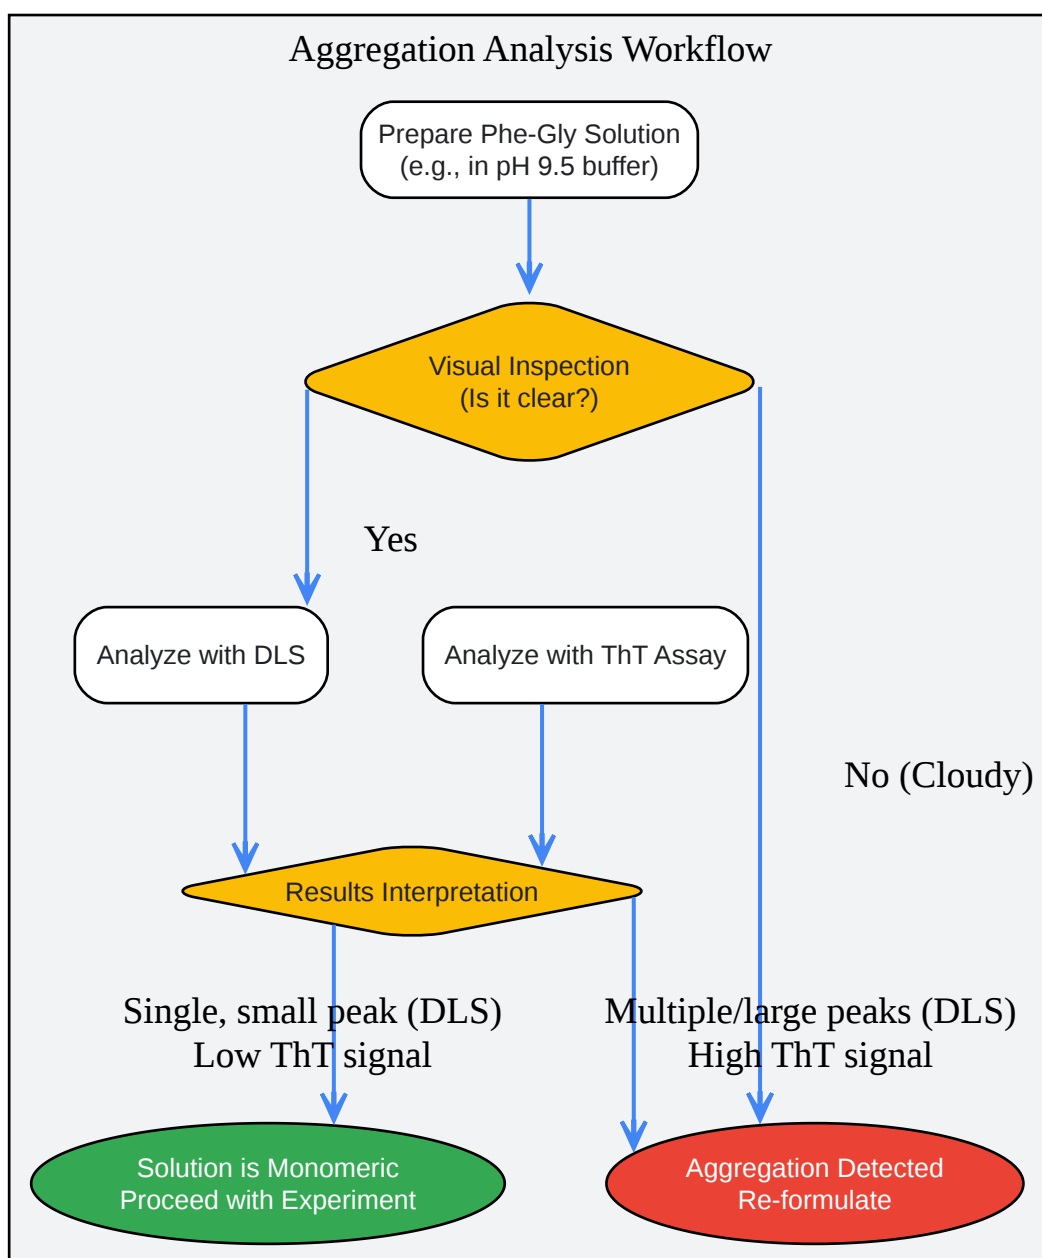 Aggregation Analysis Workflow
Prepare Phe-Gly Solution
(e.g., in pH 9.5 buffer)
Visual Inspection
(Is it clear?)
Yes
Analyze with DLS
Analyze with ThT Assay
No (Cloudy)
Results Interpretation
Single, small peak (DLS)
Low ThT signal
Multiple/large peaks (DLS)
High ThT signal
Solution is Monomeric
Proceed with Experiment
Aggregation Detected
Re-formulate